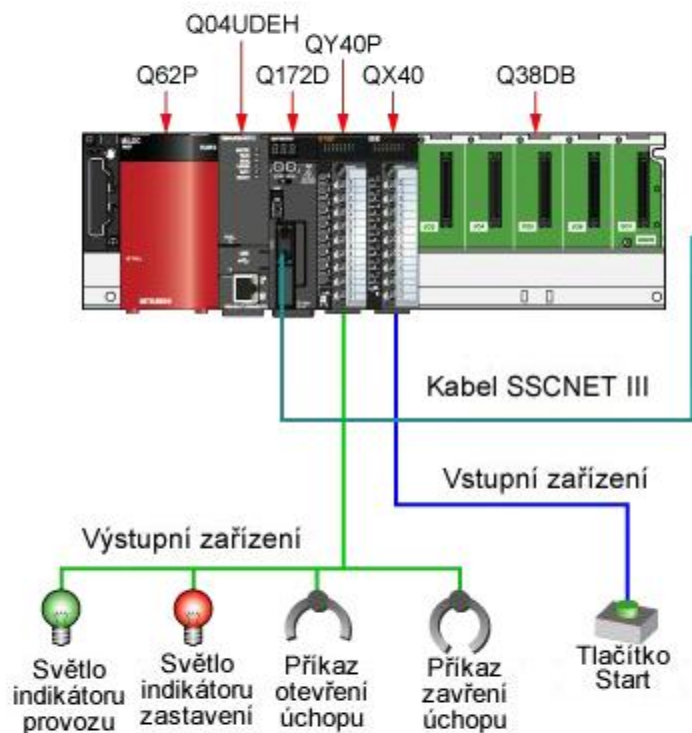 Q04UDEH
QY40P
Q62P
Q172D
QX40
Q38DB
MITSUBISHI
Kabel SSCNET III
Vstupní zařízení
Výstupní zařízení
Světlo
indikátoru
provozu
Světlo
indikátoru
zastavení
Příkaz
otevření
úchopu
Příkaz
zavření
úchopu
Tlačítko
Start